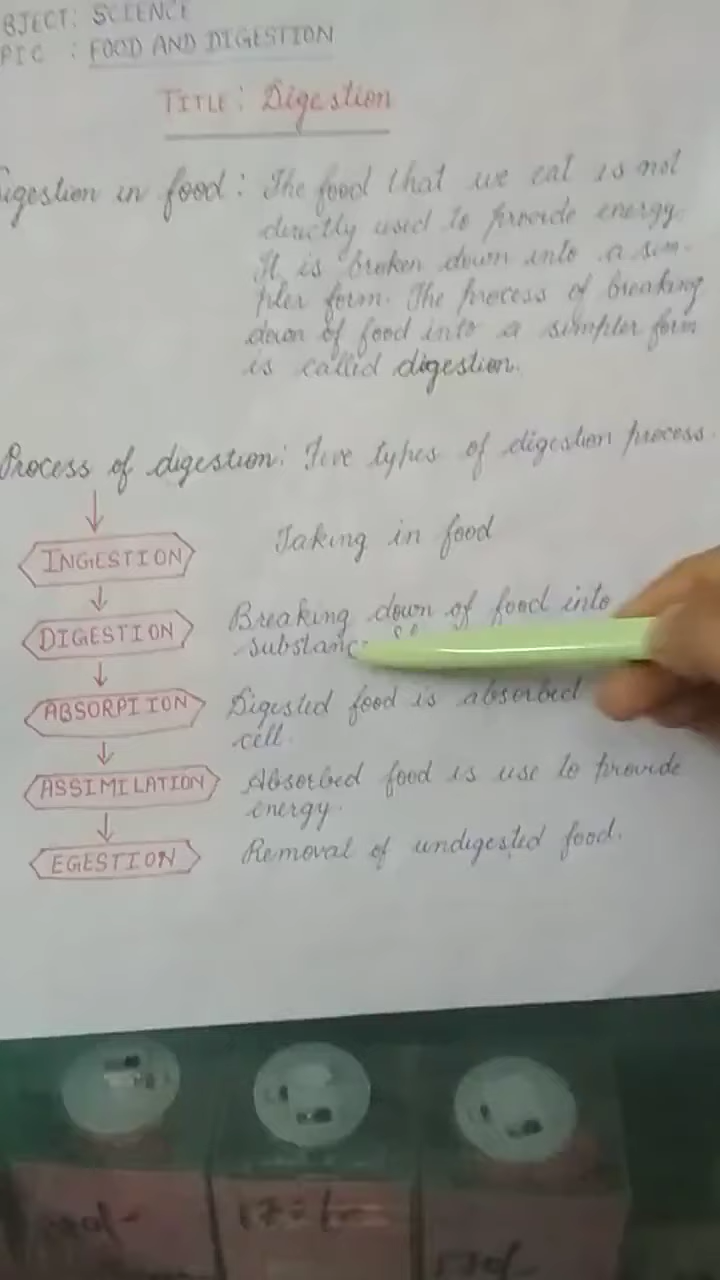 BJECT: SCIENCE
PIC : FOOD AND DIGESTION
TITLE: Digestion
igestion in food: The food that we eat is not
directly used to provide energy.
It is broken down into a sim-
pler form. The process of breaking
down of food into a simpler form
is called digestion.
Process of digestion: Five types of digestion process.
INGESTION Taking in food
DIGESTION Breaking down of food into
substanc
ABSORPTION Digested food is absorbed
cell.
ASSIMILATION Absorbed food is use to provide
energy.
EGESTION Removal of undigested food.